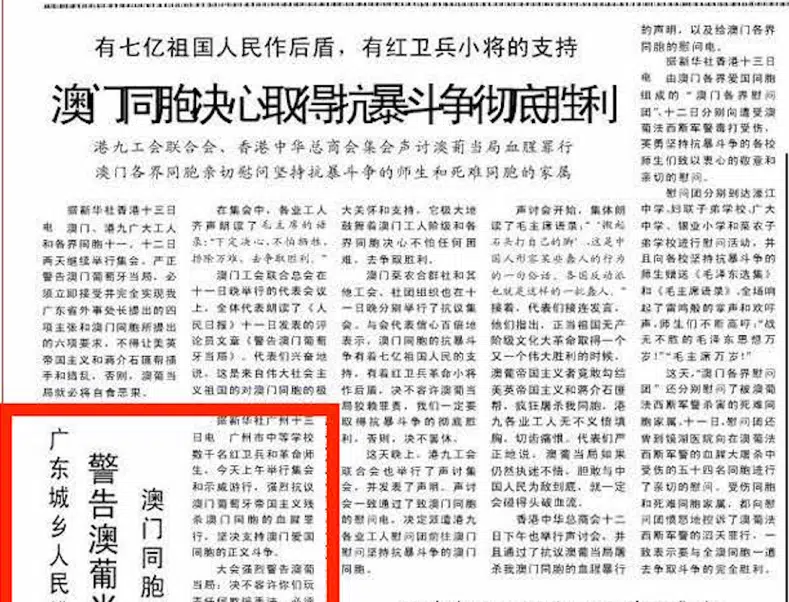 有七亿祖国人民作后盾，有红卫兵小将的支持
澳门同胞决心取得抗暴斗争彻底胜利
港九工会联合会、香港中华总商会集会声讨澳葡当局血腥罪行
澳门各界同胞亲切慰问坚持抗暴斗争的师生和死难同胞的家属
据新华社香港十三日
电 澳门、港九广大工人
和各界同胞十一、十二日
两天继续举行集会，严正
警告澳门葡萄牙当局，必
须立即接受并完全实现我
广东省外事处长提出的四
项主张和澳门同胞所提出
的六项要求，不得让美英
帝国主义和蒋介石匪帮插
手和捣乱，否则，澳葡当
局就必将自食恶果。
在集会中，各业工人
齐声朗读了毛主席的语
录：“下定决心，不怕牺牲，
排除万难，去争取胜利。”
澳门工会联合总会在
十一日晚举行的代表会议
上，全体代表朗读了《人
民日报》十一日发表的评
论员文章《警告澳门葡萄
牙当局》。代表们兴奋地
说，这是来自伟大社会主
义祖国的对澳门同胞的极
大关怀和支持，它极大地
鼓舞着澳门工人阶级和各
界同胞决心不怕任何困
难，去争取胜利。
澳门菜农合群社和其
他工会、社团组织也在十
一日晚分别举行了抗议集
会。与会代表信心百倍地
表示，澳门同胞的抗暴斗
争有着七亿祖国人民的支
持，有着红卫兵革命小将
作后盾，决不容许澳葡当
局狡赖罪责，我们一定要
取得抗暴斗争的彻底胜
利，否则，决不罢休。
这天晚上，港九工会
联合会也举行了声讨集
会，并发表了声明。声讨
会一致通过了致澳门同胞
的慰问电，决定派遣港九
各业工人慰问团前往澳门
慰问坚持抗暴斗争的澳门
同胞。
声讨会开始，集体朗
读了毛主席语录，“‘搬起
石头打自己的脚’，这是中
国人形容某些蠢人的行为
的一句俗话。各国反动派
也就是这样的一批蠢人。”
接着，代表们接连发言，
他们指出，正当祖国无产
阶级文化大革命取得一个
又一个伟大胜利的时候，
澳葡帝国主义者竟敢勾结
美英帝国主义和蒋介石匪
帮，疯狂屠杀我同胞，港
九各业工人无不义愤填
胸，切齿痛恨。代表们严
正地说，澳葡当局如果
仍然执迷不悟，胆敢与中
国人民为敌到底，就一定
会碰得头破血流。
香港中华总商会十二
日下午也举行声讨会，并
且通过了抗议澳葡当局屠
杀我澳门同胞的血腥暴行
的声明，以及给澳门各界
同胞的慰问电。
据新华社香港十三日
电 由澳门各界爱国同胞
组成的“澳门各界慰问
团”，十二日分别向遭受澳
葡法西斯军警毒打受伤，
英勇坚持抗暴斗争的各校
师生们致以衷心的敬意和
亲切的慰问。
慰问团分别到达濠江
中学、妇联子弟学校、广大
中学、银业小学和菜农子
弟学校进行慰问活动，并且
向各校坚持抗暴斗争的
师生赠送《毛泽东选集》
和《毛主席语录》，全场响
起了雷鸣般的掌声和欢呼
声，师生们不断高呼：“战
无不胜的毛泽东思想万
岁！”“毛主席万岁！”
这天，“澳门各界慰问
团”还分别慰问了被澳葡
法西斯军警杀害的死难同
胞家属，十一日，慰问团还
曾到镜湖医院向在澳葡法
西斯军警的血腥大屠杀中
受伤的五十四名同胞进行
了亲切的慰问。受伤同胞
和死难同胞家属，都向慰
问团愤怒地控诉了澳葡法
西斯军警的滔天罪行，一
致表示要与全澳同胞一道
去争取斗争的完全胜利。
广东城乡人民
警告澳葡
澳门同胞
据新华社广州十三
日电 广州市中等学校
数千名红卫兵和革命师
生，今天上午举行集会
和示威游行，强烈抗议
澳门葡萄牙帝国主义残
杀澳门同胞的血腥罪
行，坚决支持澳门爱国
同胞的正义斗争。
大会强烈警告澳葡
当局：决不容许你们玩